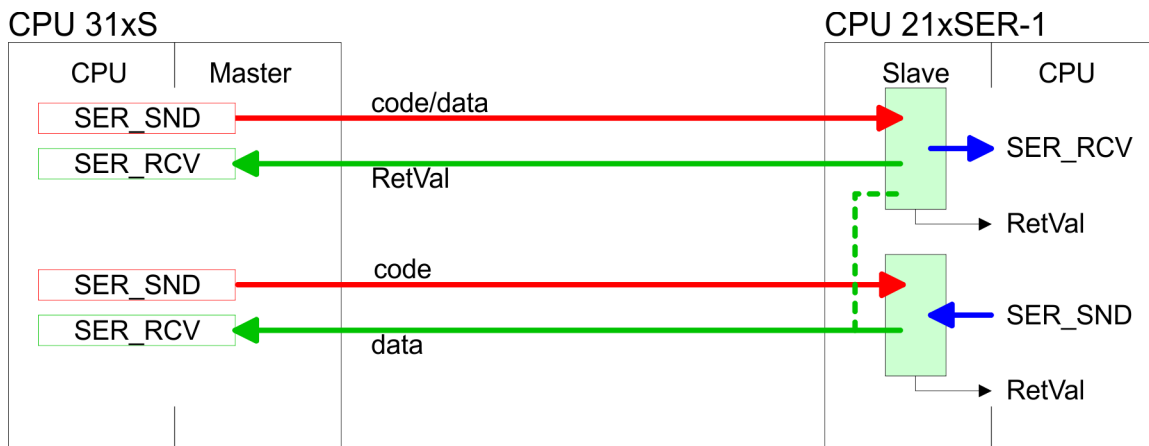 CPU 31xS
CPU 21xSER-1
CPU
Master
Slave
CPU
SER_SND
code/data
SER_RCV
SER_RCV
RetVal
RetVal
SER_SND
code
SER_SND
SER_RCV
data
RetVal